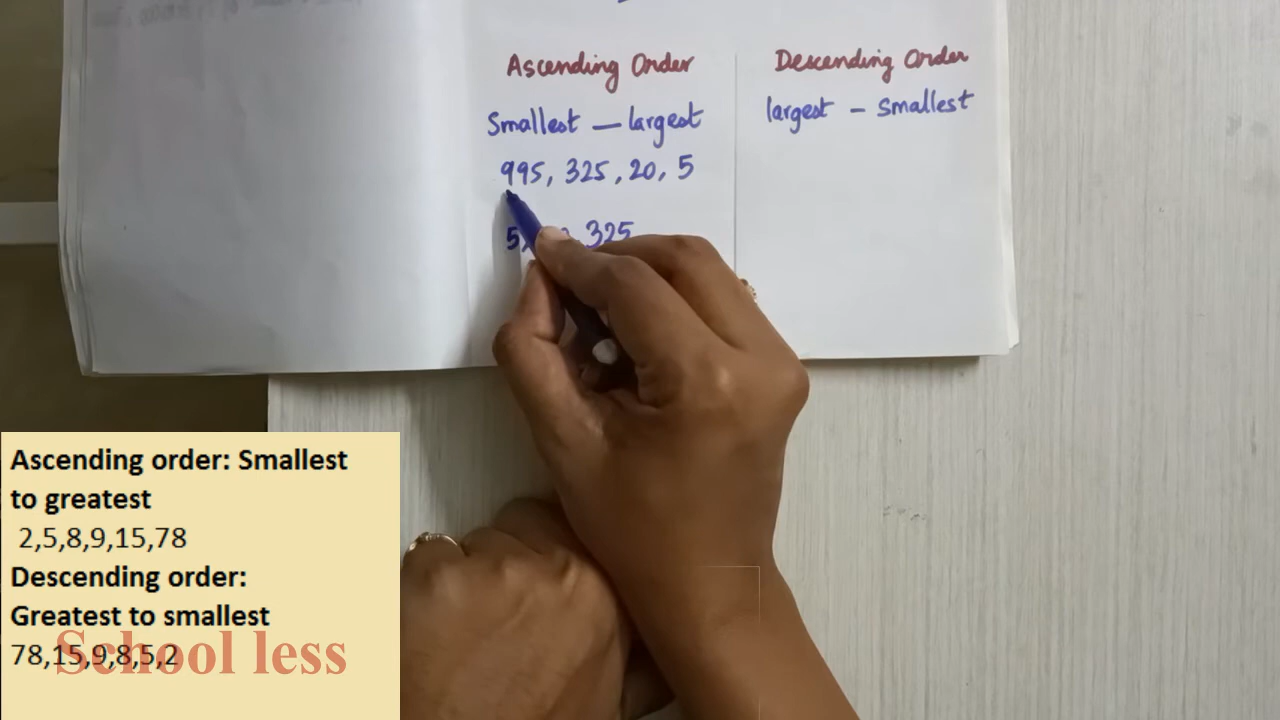 Ascending Order
Smallest — largest
995, 325, 20, 5
325
Descending Order
largest - Smallest
Ascending order: Smallest
to greatest
2,5,8,9,15,78
Descending order:
Greatest to smallest
78,15,9,8,5,2
School less